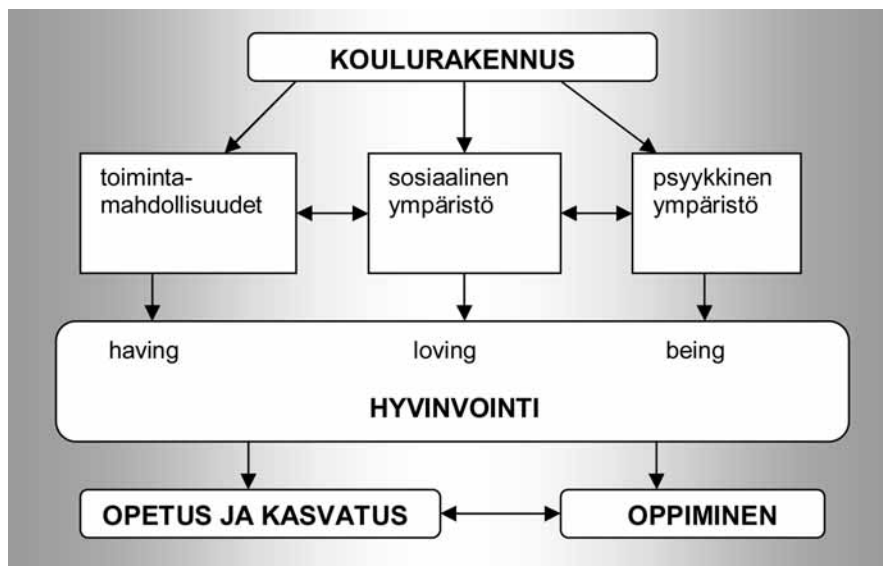 KOULURAKENNUS
toiminta-
mahdollisuudet
sosiaalinen
ympäristö
psyykkinen
ympäristö
having
loving
being
HYVINVOINTI
OPETUS JA KASVATUS
OPPIMINEN